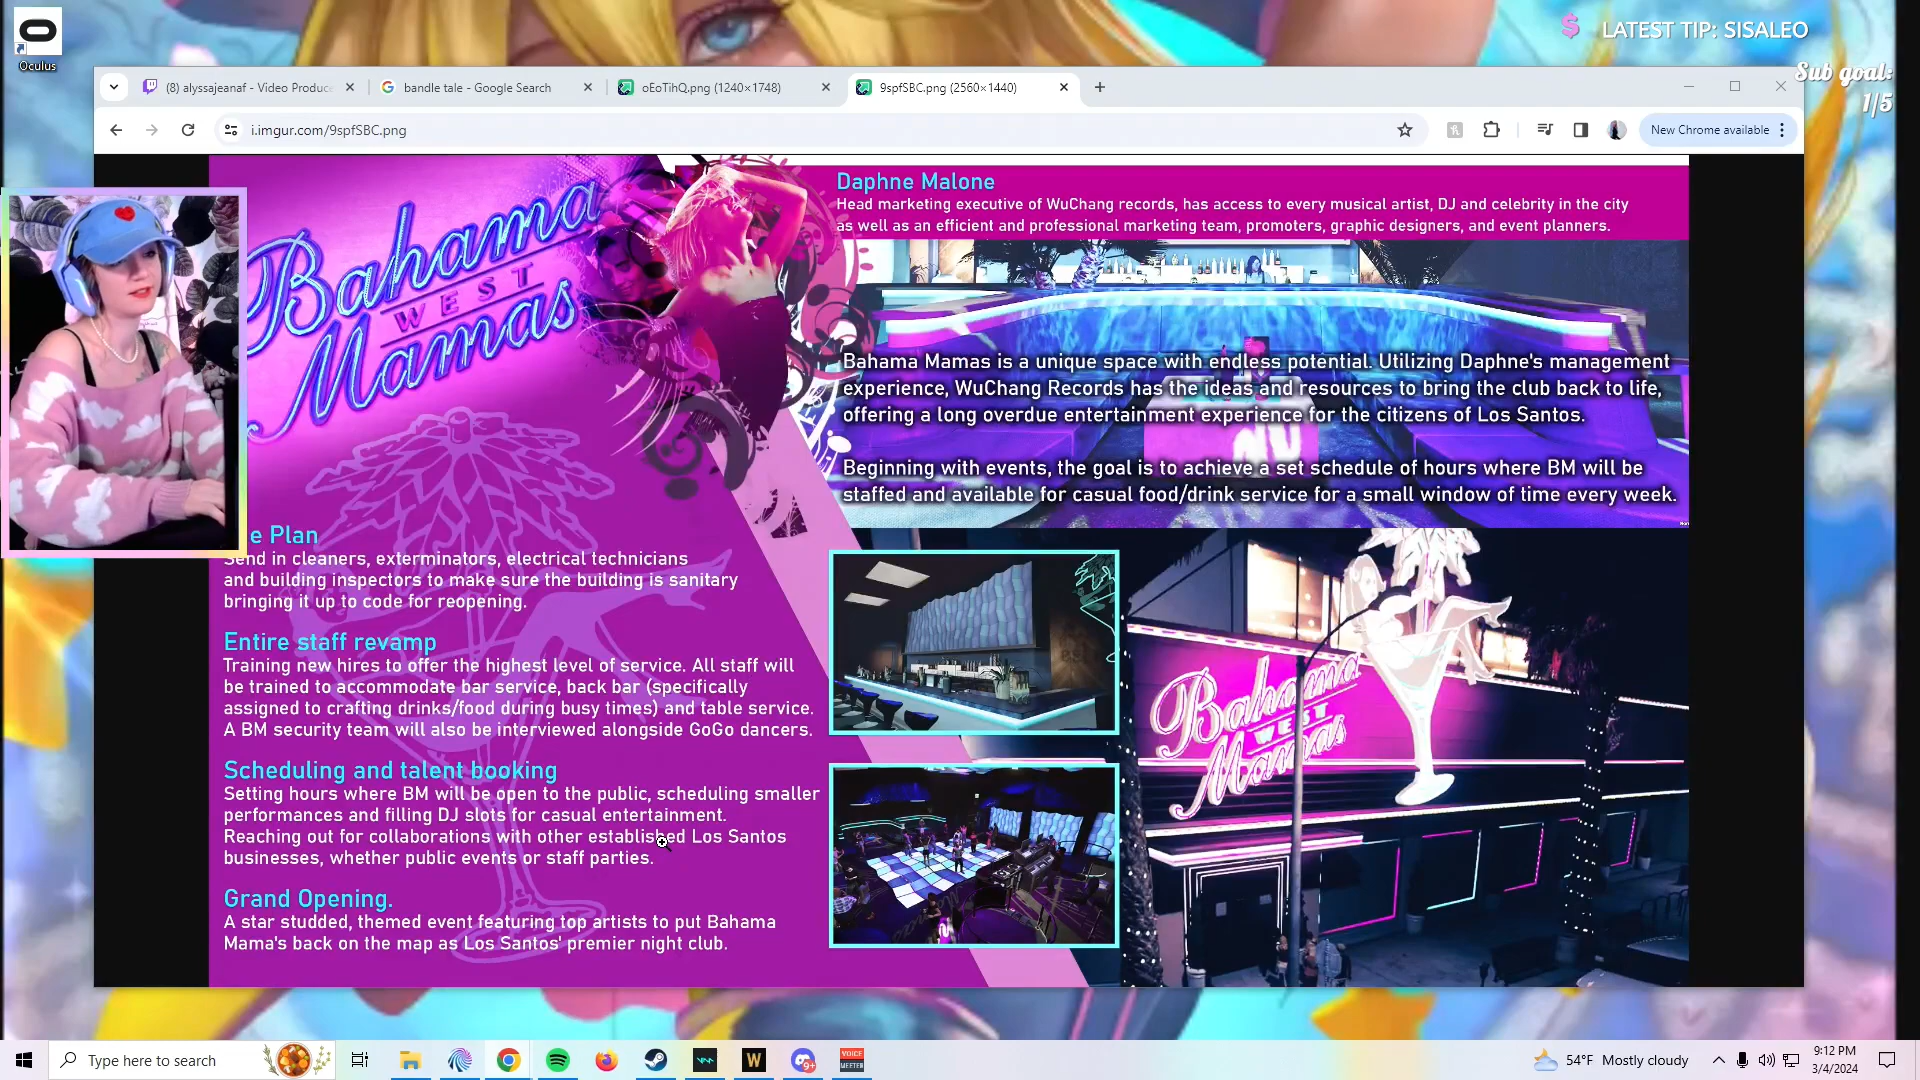 Oculus
$ LATEST TIP: SISALEO
Sub goal:
1/5
(8) alyssajeanaf - Video Produce
bandle tale - Google Search
oEoTihQ.png (1240×1748)
9spfSBC.png (2560×1440)
i.imgur.com/9spfSBC.png
New Chrome available
Bahama
WEST
Mamas
Daphne Malone
Head marketing executive of WuChang records, has access to every musical artist, DJ and celebrity in the city
as well as an efficient and professional marketing team, promoters, graphic designers, and event planners.
Bahama Mamas is a unique space with endless potential. Utilizing Daphne's management
experience, WuChang Records has the ideas and resources to bring the club back to life,
offering a long overdue entertainment experience for the citizens of Los Santos.
Beginning with events, the goal is to achieve a set schedule of hours where BM will be
staffed and available for casual food/drink service for a small window of time every week.
e Plan
Send in cleaners, exterminators, electrical technicians
and building inspectors to make sure the building is sanitary
bringing it up to code for reopening.
Entire staff revamp
Training new hires to offer the highest level of service. All staff will
be trained to accommodate bar service, back bar (specifically
assigned to crafting drinks/food during busy times) and table service.
A BM security team will also be interviewed alongside GoGo dancers.
Scheduling and talent booking
Setting hours where BM will be open to the public, scheduling smaller
performances and filling DJ slots for casual entertainment.
Reaching out for collaborations with other established Los Santos
businesses, whether public events or staff parties.
Grand Opening.
A star studded, themed event featuring top artists to put Bahama
Mama's back on the map as Los Santos' premier night club.
Bahama
WEST
Mamas
Type here to search
W
9+
VOICE
MEETER
54°F Mostly cloudy
9:12 PM
3/4/2024